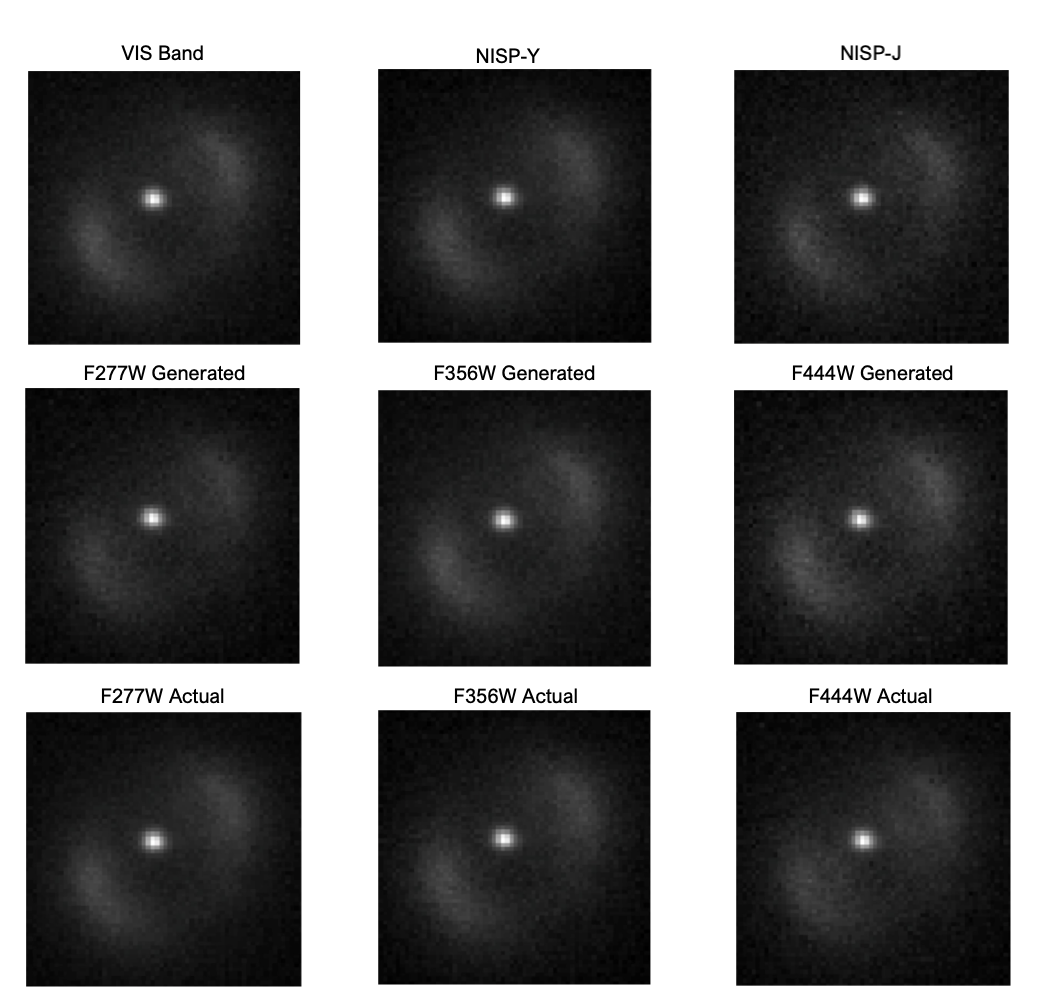 VIS Band
NISP-Y
NISP-J
F277W Generated
F356W Generated
F444W Generated
F277W Actual
F356W Actual
F444W Actual